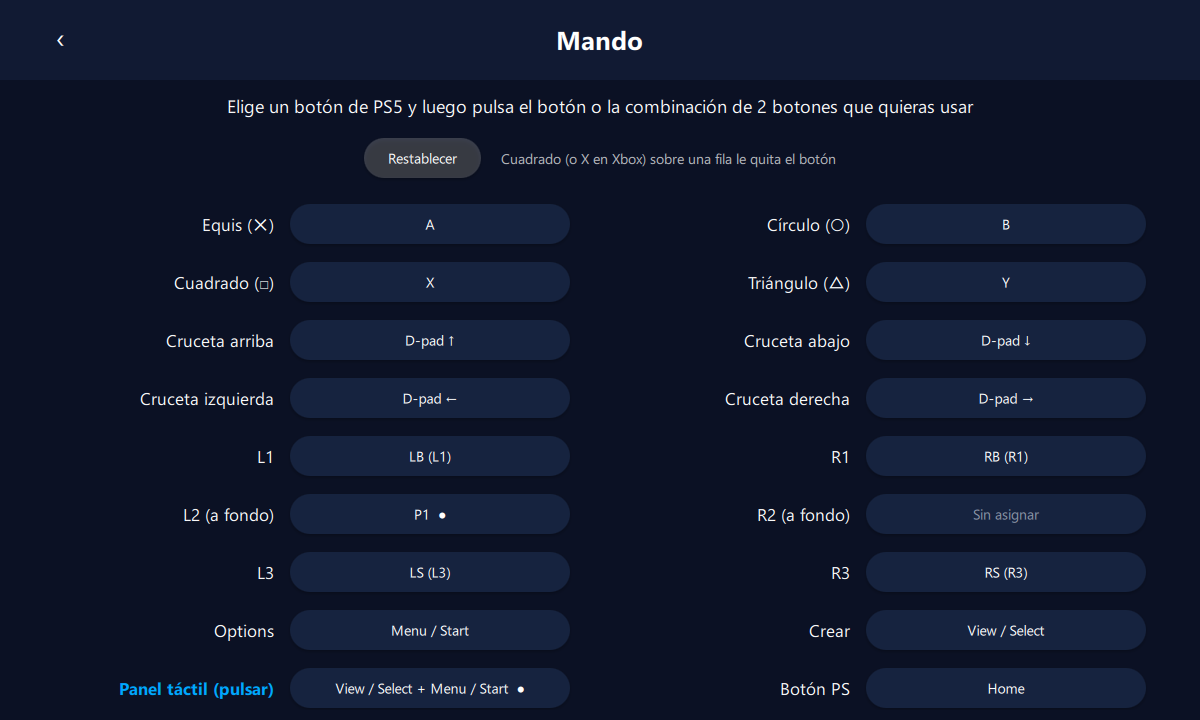 ‹
Mando
Elige un botón de PS5 y luego pulsa el botón o la combinación de 2 botones que quieras usar
Restablecer
Cuadrado (o X en Xbox) sobre una fila le quita el botón
Equis (✕) A
Círculo (○) B
Cuadrado (□) X
Triángulo (△) Y
Cruceta arriba D-pad ↑
Cruceta abajo D-pad ↓
Cruceta izquierda D-pad ←
Cruceta derecha D-pad →
L1 LB (L1)
R1 RB (R1)
L2 (a fondo) P1 ●
R2 (a fondo) Sin asignar
L3 LS (L3)
R3 RS (R3)
Options Menu / Start
Crear View / Select
Panel táctil (pulsar) View / Select + Menu / Start ●
Botón PS Home